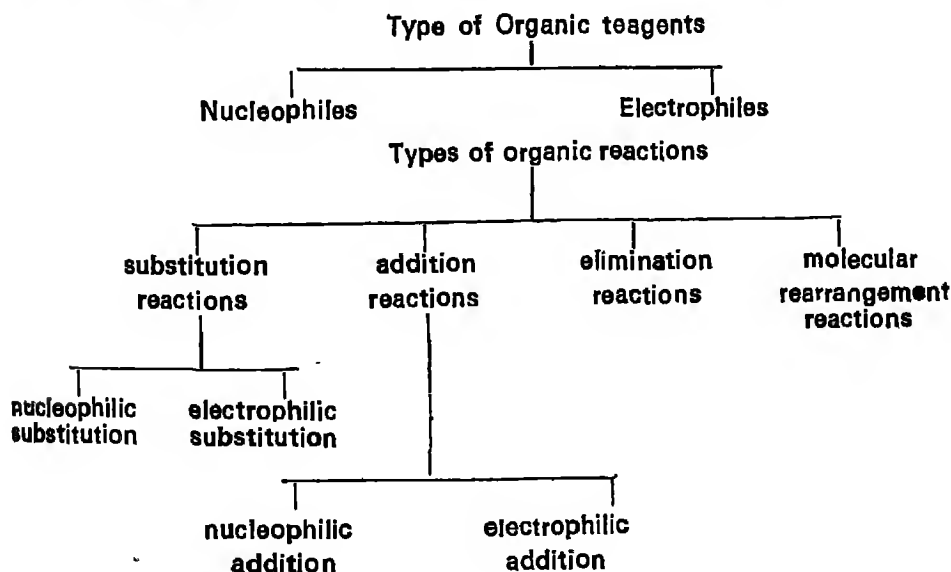 Type of Organic teagents
Nucleophiles Electrophiles
Types of organic reactions
substitution addition elimination molecular
reactions reactions reactions rearrangement
reactions
nucleophilic electrophilic
substitution substitution
nucleophilic electrophilic
addition addition